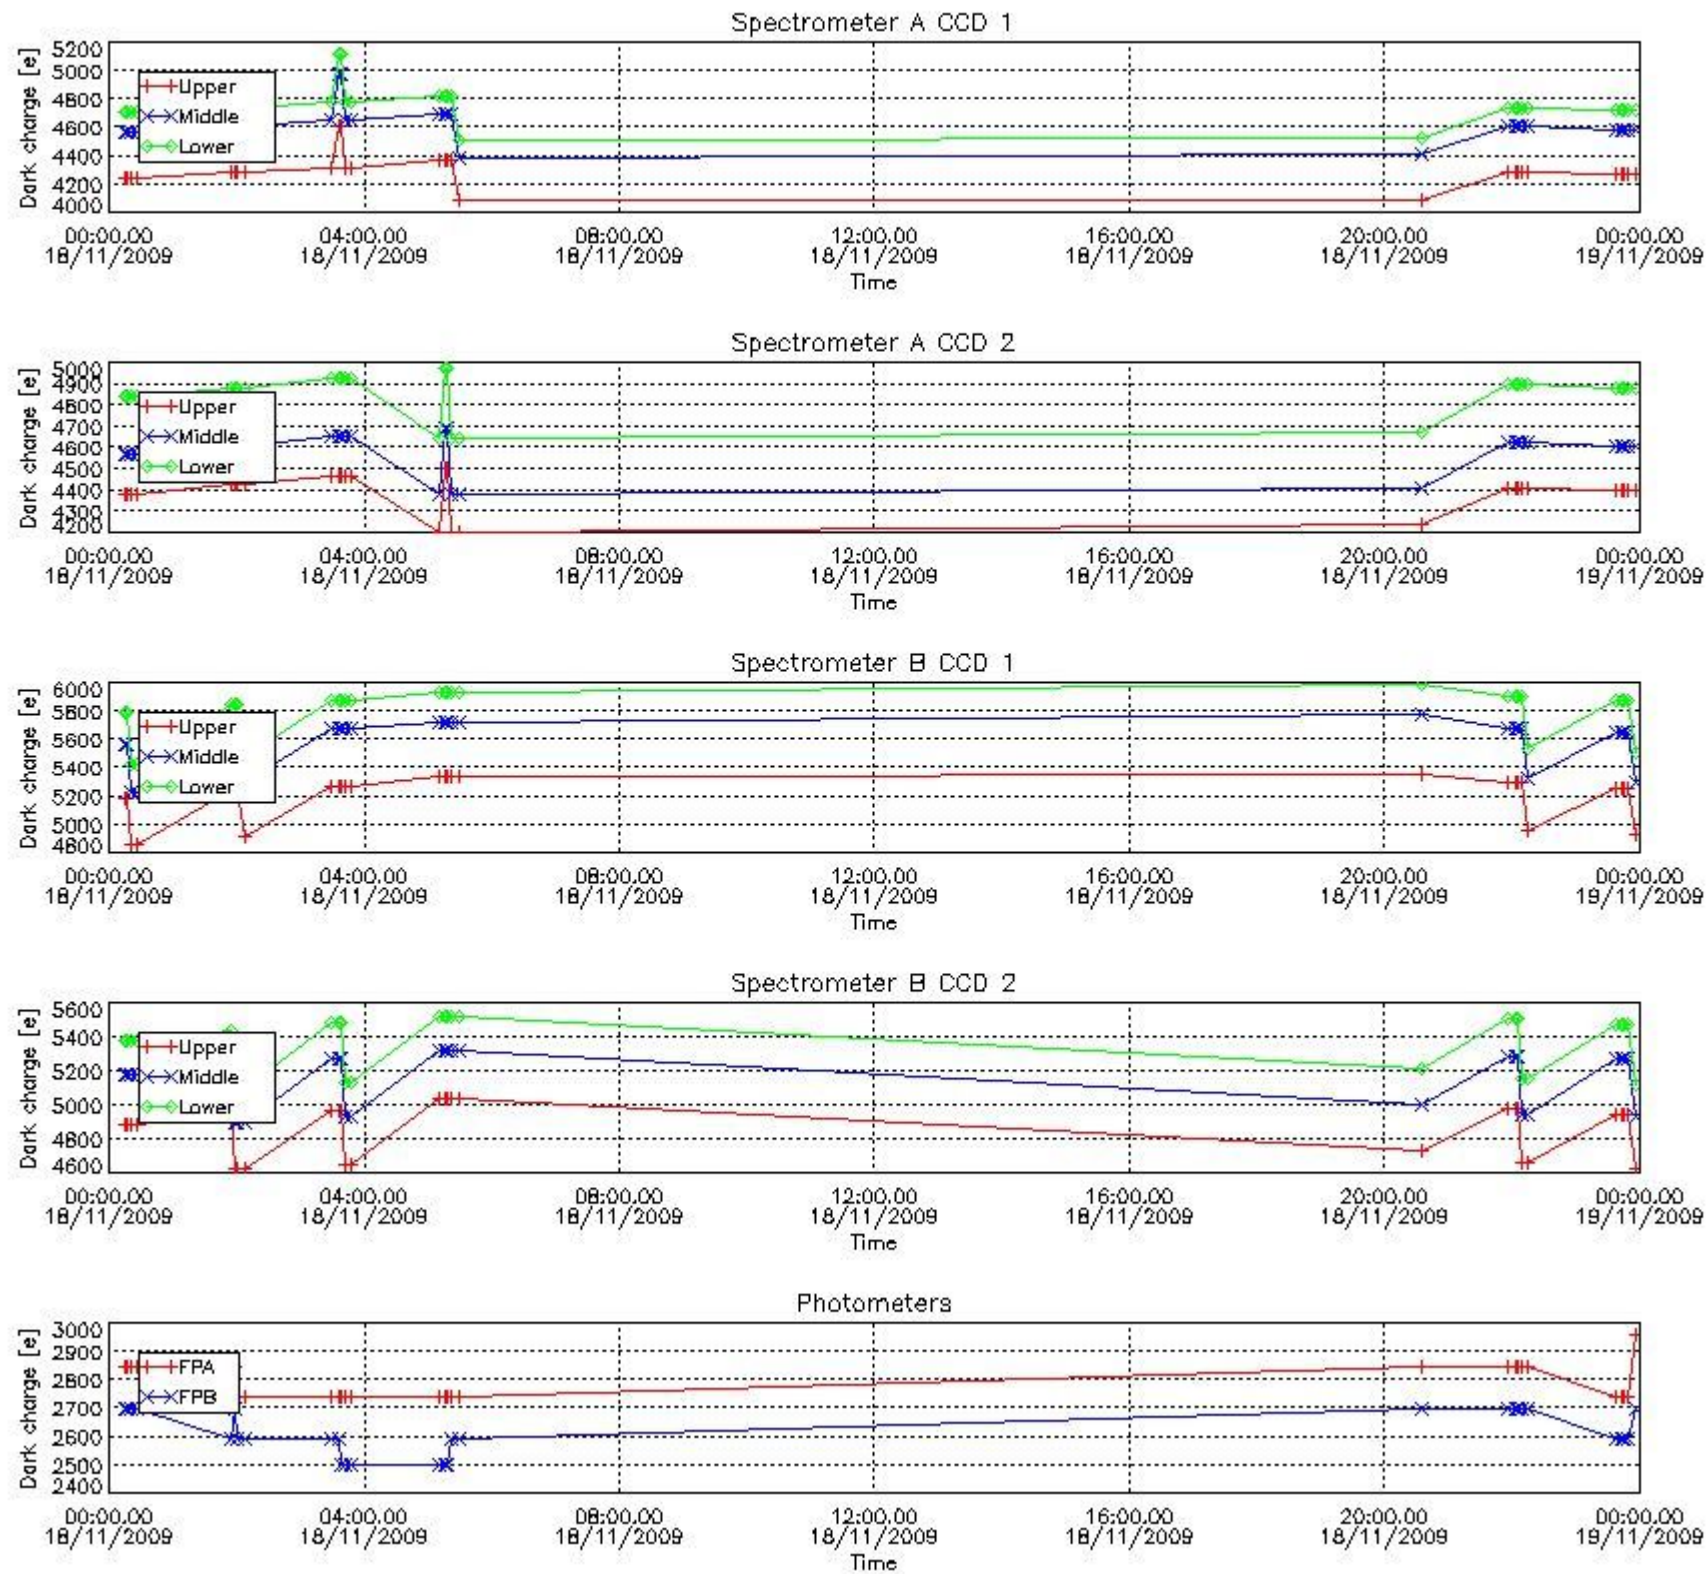 Spectrometer A CCD 1
Dark charge [e]
5200
5000
4800
4600
4400
4200
4000
Upper
Middle
Lower
00:00.00 04:00.00 08:00.00 12:00.00 16:00.00 20:00.00 00:00.00
18/11/2009 18/11/2009 18/11/2009 18/11/2009 18/11/2009 18/11/2009 19/11/2009
Time
Spectrometer A CCD 2
Dark charge [e]
5000
4900
4800
4700
4600
4500
4400
4300
4200
Upper
Middle
Lower
00:00.00 04:00.00 08:00.00 12:00.00 16:00.00 20:00.00 00:00.00
18/11/2009 18/11/2009 18/11/2009 18/11/2009 18/11/2009 18/11/2009 19/11/2009
Time
Spectrometer B CCD 1
Dark charge [e]
6000
5800
5600
5400
5200
5000
4800
Upper
Middle
Lower
00:00.00 04:00.00 08:00.00 12:00.00 16:00.00 20:00.00 00:00.00
18/11/2009 18/11/2009 18/11/2009 18/11/2009 18/11/2009 18/11/2009 19/11/2009
Time
Spectrometer B CCD 2
Dark charge [e]
5600
5400
5200
5000
4800
4600
Upper
Middle
Lower
00:00.00 04:00.00 08:00.00 12:00.00 16:00.00 20:00.00 00:00.00
18/11/2009 18/11/2009 18/11/2009 18/11/2009 18/11/2009 18/11/2009 19/11/2009
Time
Photometers
Dark charge [e]
3000
2900
2800
2700
2600
2500
2400
FPA
FPB
00:00.00 04:00.00 08:00.00 12:00.00 16:00.00 20:00.00 00:00.00
18/11/2009 18/11/2009 18/11/2009 18/11/2009 18/11/2009 18/11/2009 19/11/2009
Time